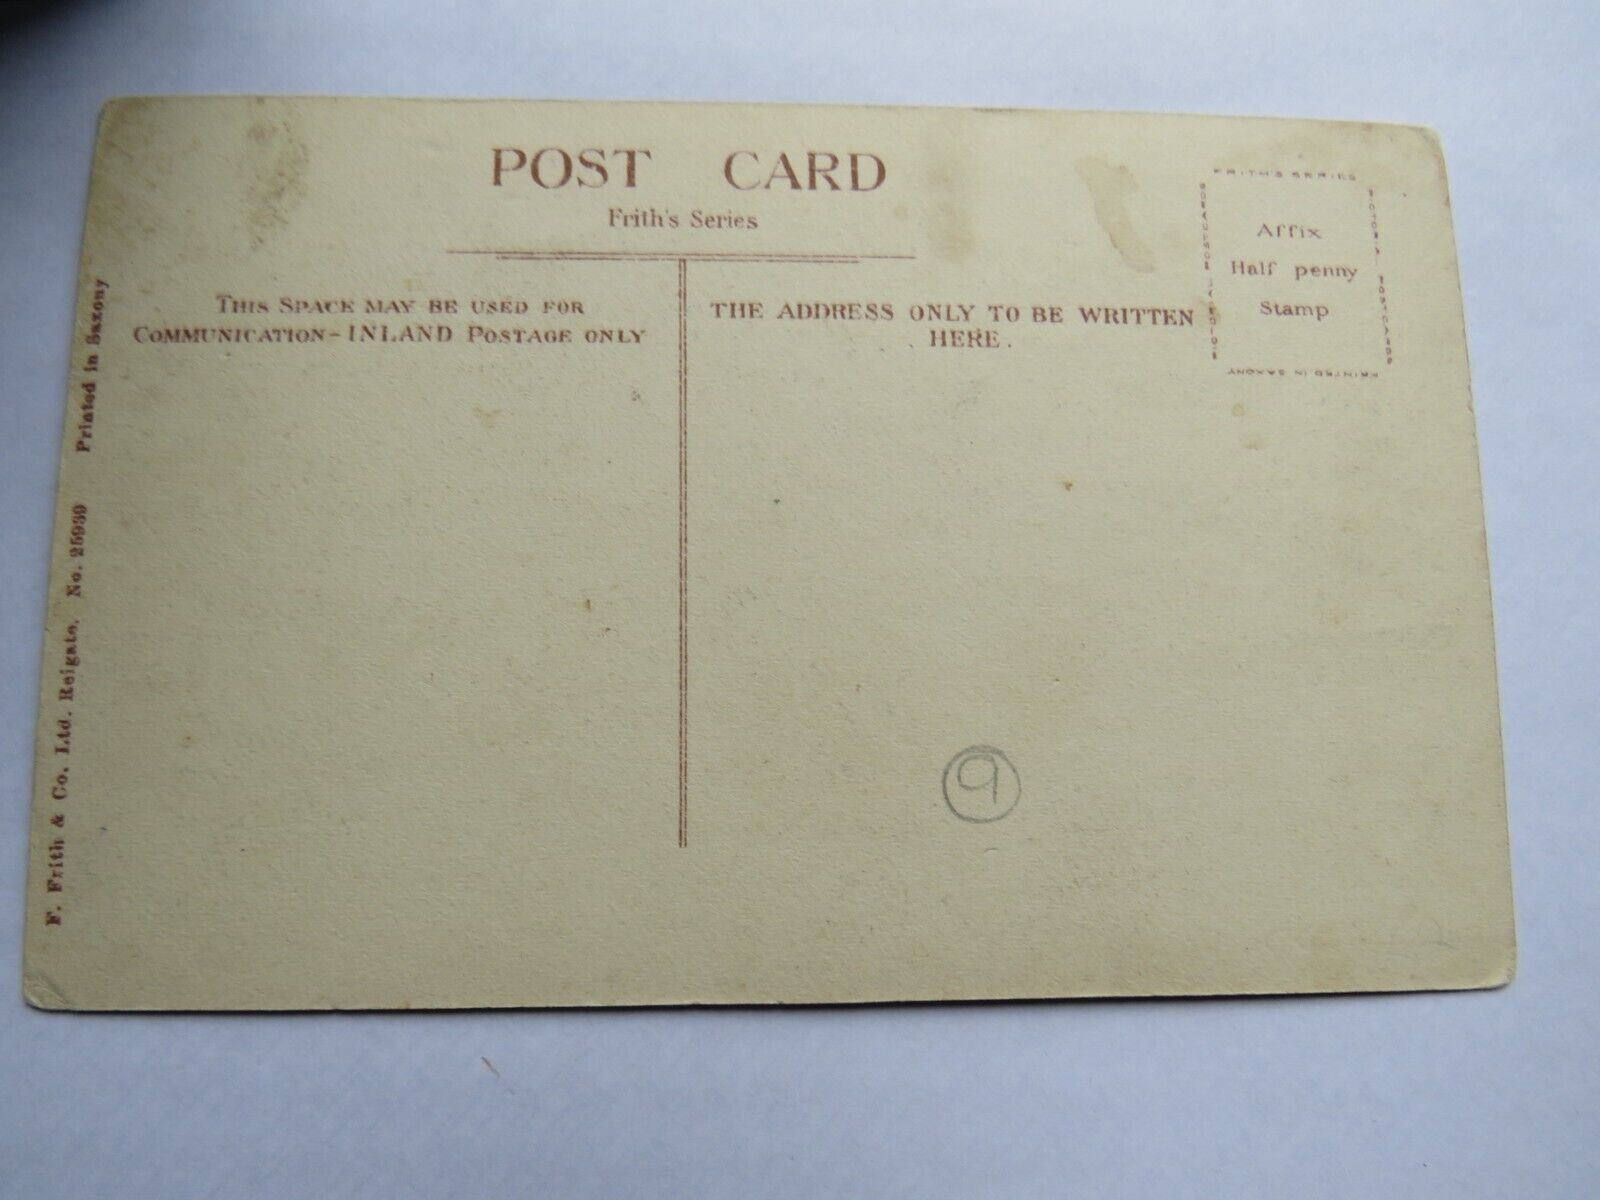 POST CARD
Frith's Series
THIS SPACE MAY BE USED FOR
COMMUNICATION-INLAND POSTAGE ONLY
THE ADDRESS ONLY TO BE WRITTEN
HERE.
FRITH'S SERIES
Affix
Half penny
Stamp
PRINTED IN SAXONY
F. Frith & Co. Ltd. Reigate. No. 25939 Printed in Saxony
9